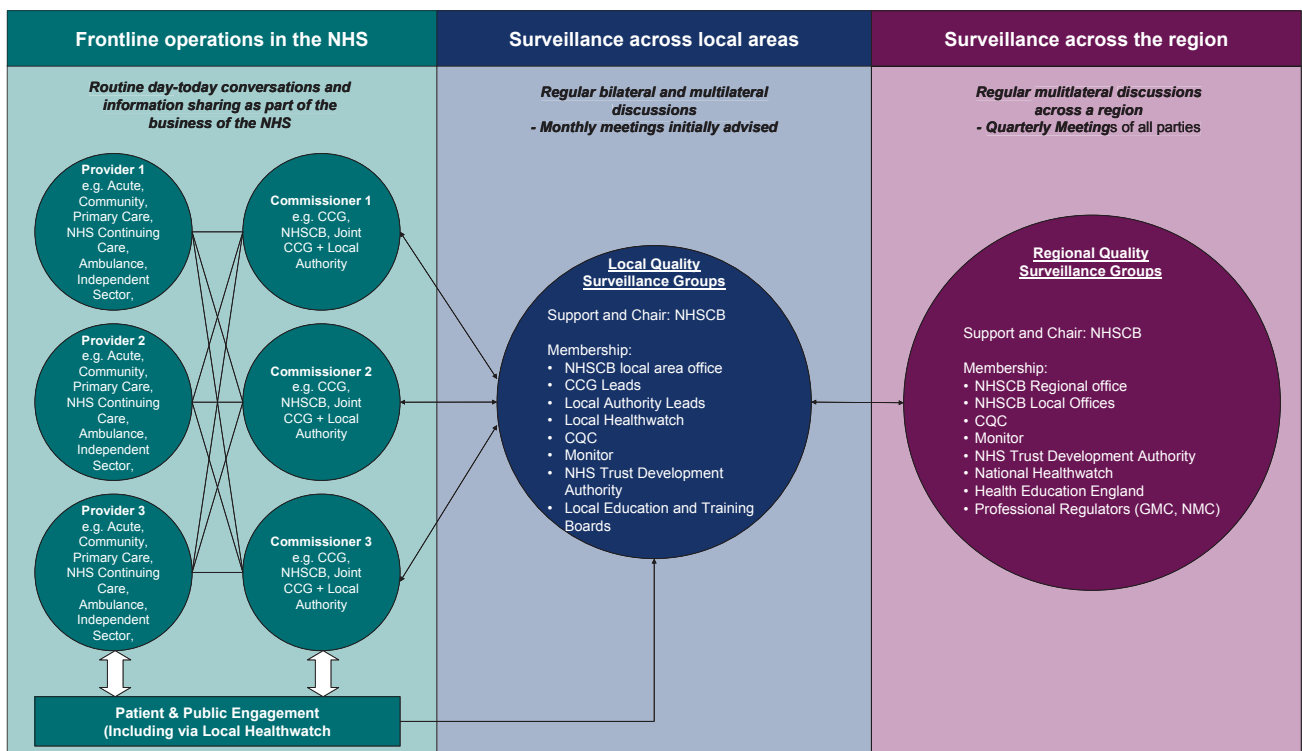 Frontline operations in the NHS
Routine day-today conversations and
information sharing as part of the
business of the NHS
Provider 1
e.g. Acute,
Community,
Primary Care,
NHS Continuing
Care,
Ambulance,
Independent
Sector,
Commissioner 1
e.g. CCG,
NHSCB, Joint
CCG + Local
Authority
Provider 2
e.g. Acute,
Community,
Primary Care,
NHS Continuing
Care,
Ambulance,
Independent
Sector,
Commissioner 2
e.g. CCG,
NHSCB, Joint
CCG + Local
Authority
Provider 3
e.g. Acute,
Community,
Primary Care,
NHS Continuing
Care,
Ambulance,
Independent
Sector,
Commissioner 3
e.g. CCG,
NHSCB, Joint
CCG + Local
Authority
Patient & Public Engagement
(Including via Local Healthwatch
Surveillance across local areas
Regular bilateral and multilateral
discussions
- Monthly meetings initially advised
Local Quality
Surveillance Groups
Support and Chair: NHSCB
Membership:
• NHSCB local area office
• CCG Leads
• Local Authority Leads
• Local Healthwatch
• CQC
• Monitor
• NHS Trust Development
Authority
• Local Education and Training
Boards
Surveillance across the region
Regular mulitlateral discussions
across a region
- Quarterly Meetings of all parties
Regional Quality
Surveillance Groups
Support and Chair: NHSCB
Membership:
• NHSCB Regional office
• NHSCB Local Offices
• CQC
• Monitor
• NHS Trust Development Authority
• National Healthwatch
• Health Education England
• Professional Regulators (GMC, NMC)